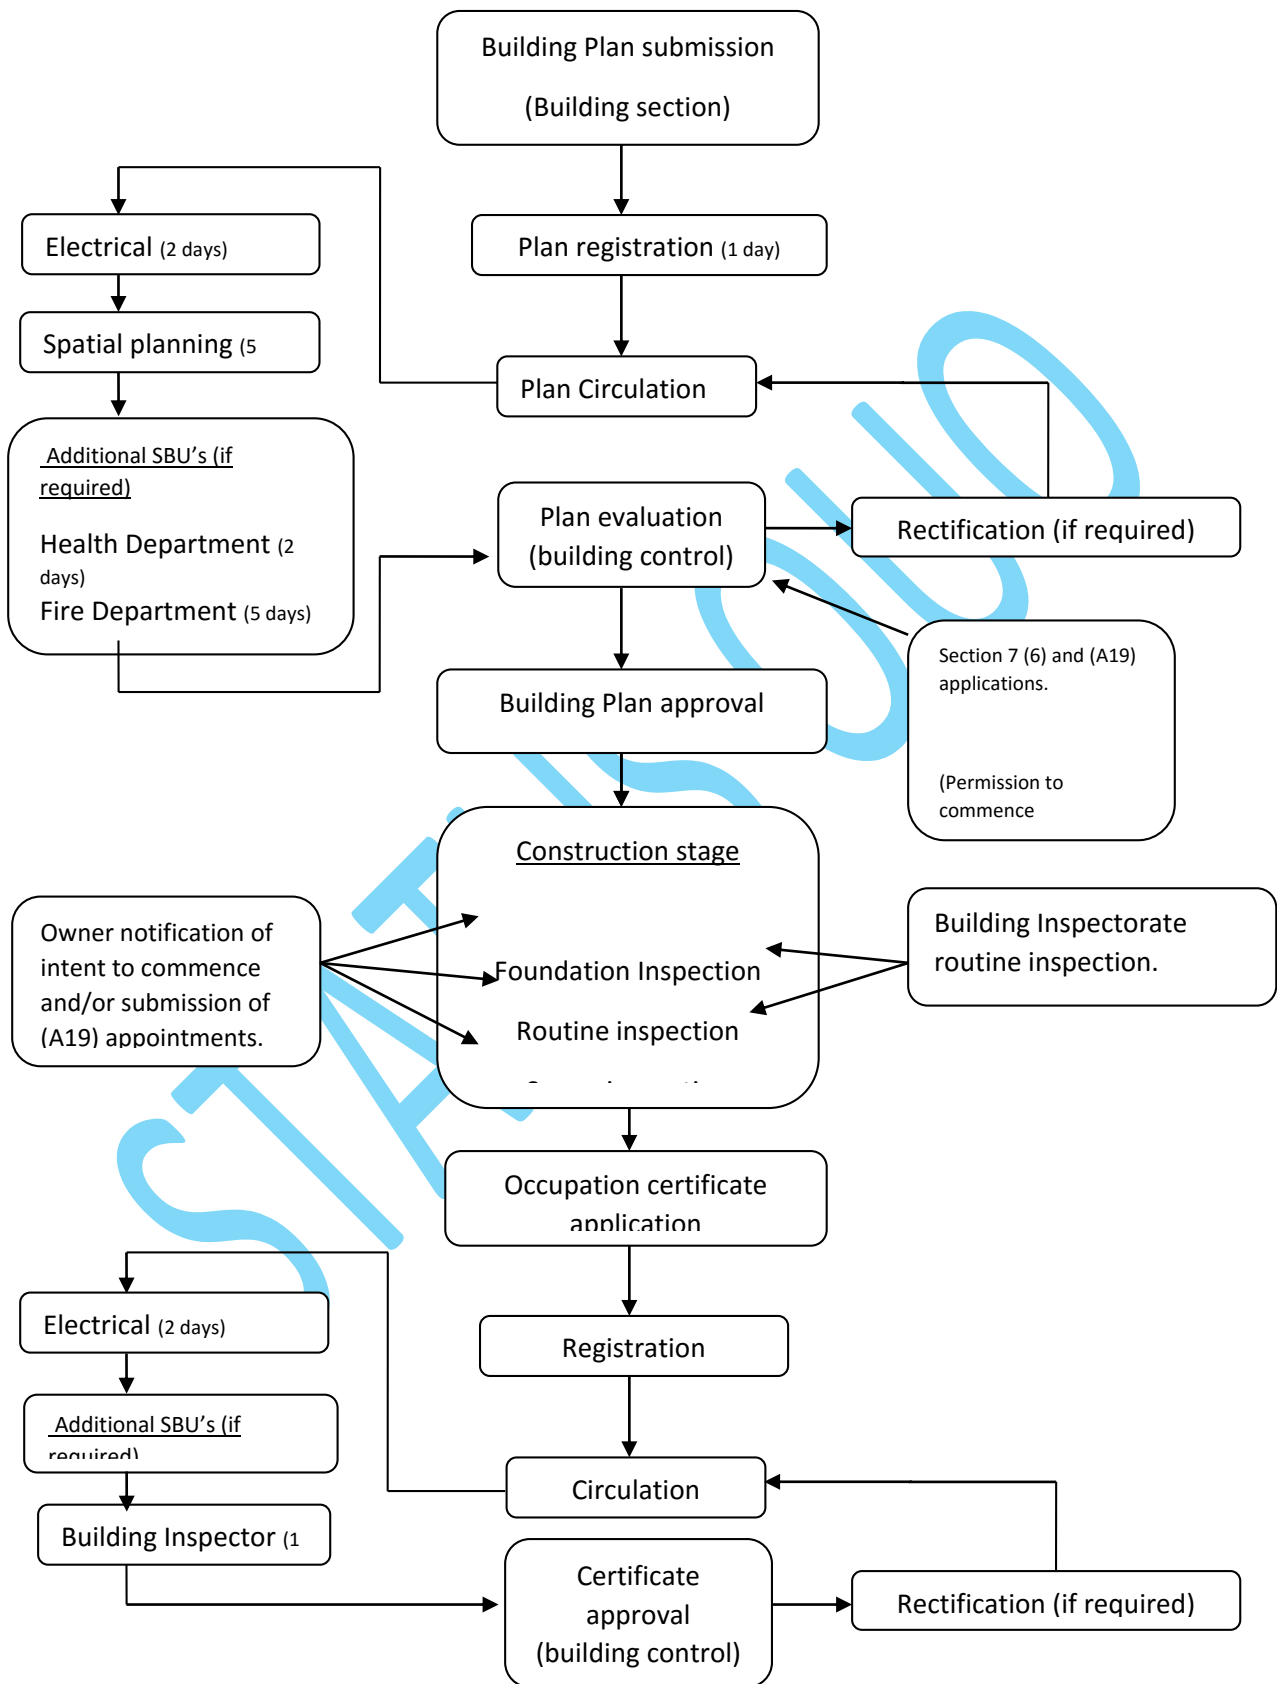 Building Plan submission
(Building section)
Electrical (2 days)
Plan registration (1 day)
Spatial planning (5
Plan Circulation
Additional SBU's (if
required)
Health Department (2
days)
Fire Department (5 days)
Plan evaluation
(building control)
Rectification (if required)
Section 7 (6) and (A19)
applications.
(Permission to
commence
Building Plan approval
Construction stage
Foundation Inspection
Routine inspection
Owner notification of
intent to commence
and/or submission of
(A19) appointments.
Building Inspectorate
routine inspection.
Occupation certificate
application
Electrical (2 days)
Registration
Additional SBU's (if
required)
Circulation
Building Inspector (1
Certificate
approval
(building control)
Rectification (if required)